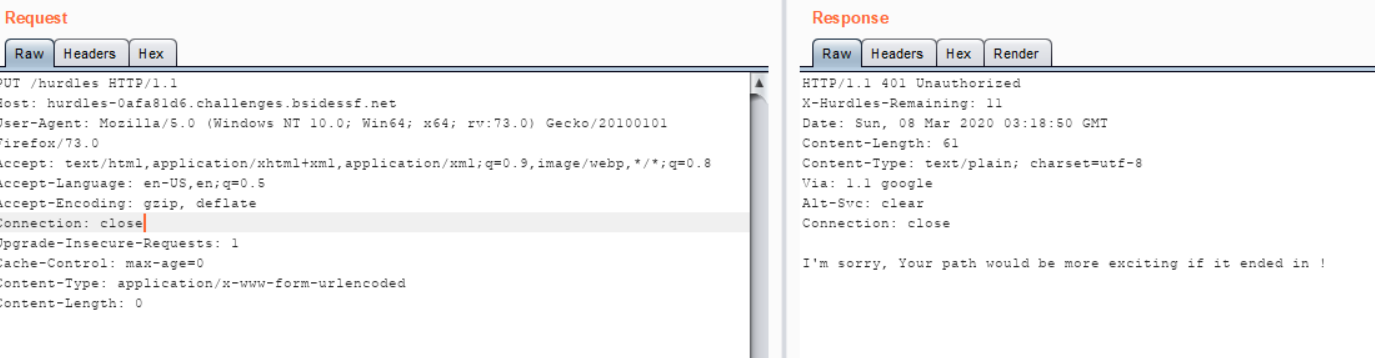 Request
Response
Raw Headers Hex
Raw Headers Hex Render
PUT /hurdles HTTP/1.1
Host: hurdles-0afa81d6.challenges.bsidessf.net
User-Agent: Mozilla/5.0 (Windows NT 10.0; Win64; x64; rv:73.0) Gecko/20100101
Firefox/73.0
Accept: text/html,application/xhtml+xml,application/xml;q=0.9,image/webp,*/*;q=0.8
Accept-Language: en-US,en;q=0.5
Accept-Encoding: gzip, deflate
Connection: close
Upgrade-Insecure-Requests: 1
Cache-Control: max-age=0
Content-Type: application/x-www-form-urlencoded
Content-Length: 0
HTTP/1.1 401 Unauthorized
X-Hurdles-Remaining: 11
Date: Sun, 08 Mar 2020 03:18:50 GMT
Content-Length: 61
Content-Type: text/plain; charset=utf-8
Via: 1.1 google
Alt-Svc: clear
Connection: close
I'm sorry, Your path would be more exciting if it ended in !